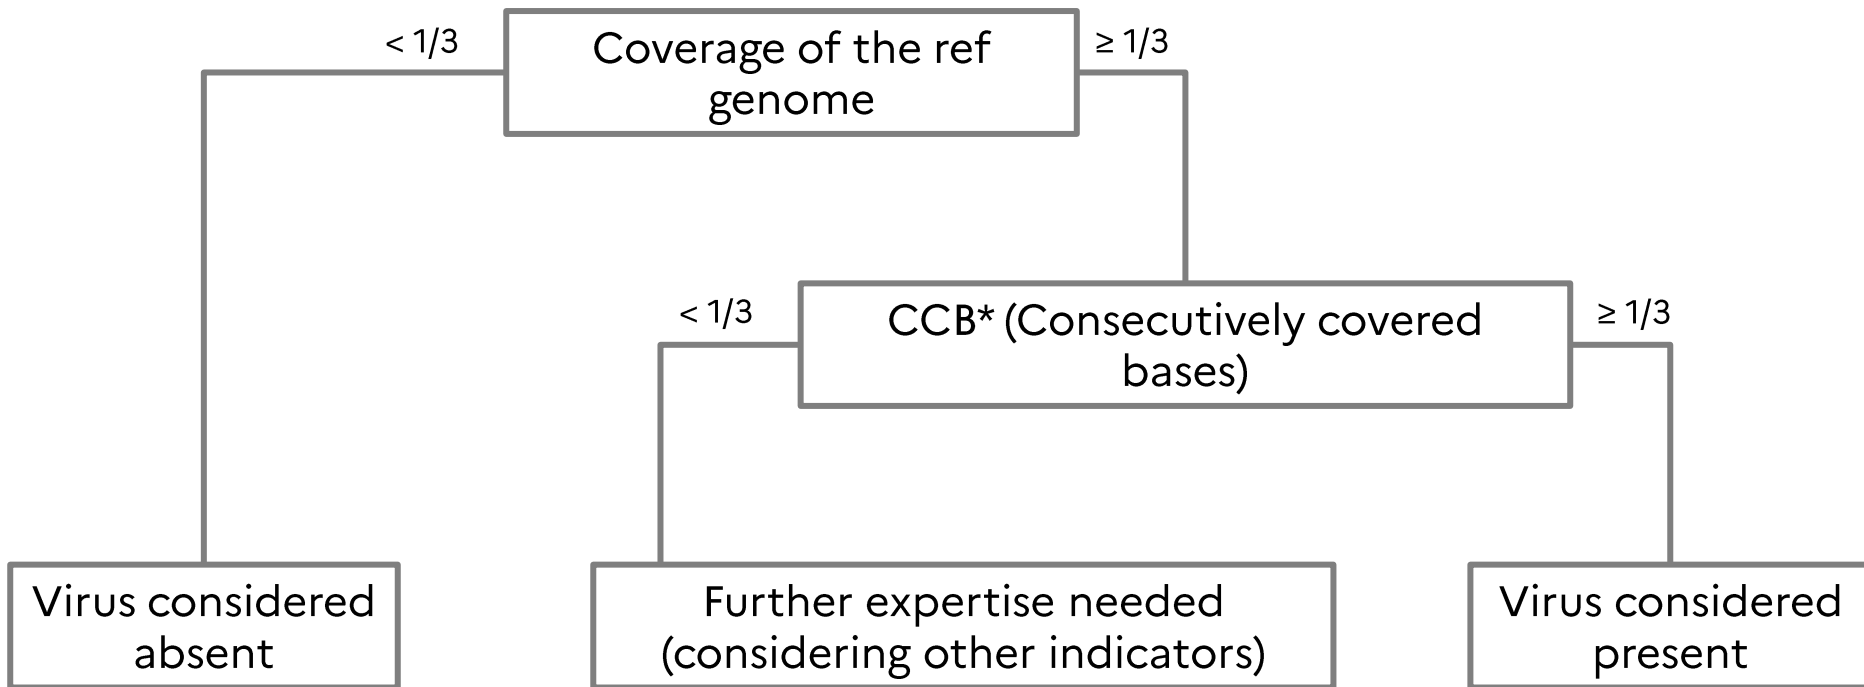 < 1/3
Coverage of the ref
genome
≥ 1/3
< 1/3
CCB* (Consecutively covered
bases)
≥ 1/3
Virus considered
absent
Further expertise needed
(considering other indicators)
Virus considered
present